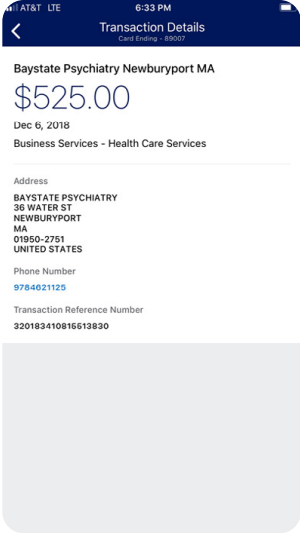 AT&T LTE 6:33 PM
Transaction Details
Card Ending - 89007
Baystate Psychiatry Newburyport MA
$525.00
Dec 6, 2018
Business Services - Health Care Services
Address
BAYSTATE PSYCHIATRY
36 WATER ST
NEWBURYPORT
MA
01950-2751
UNITED STATES
Phone Number
9784621125
Transaction Reference Number
320183410815513830